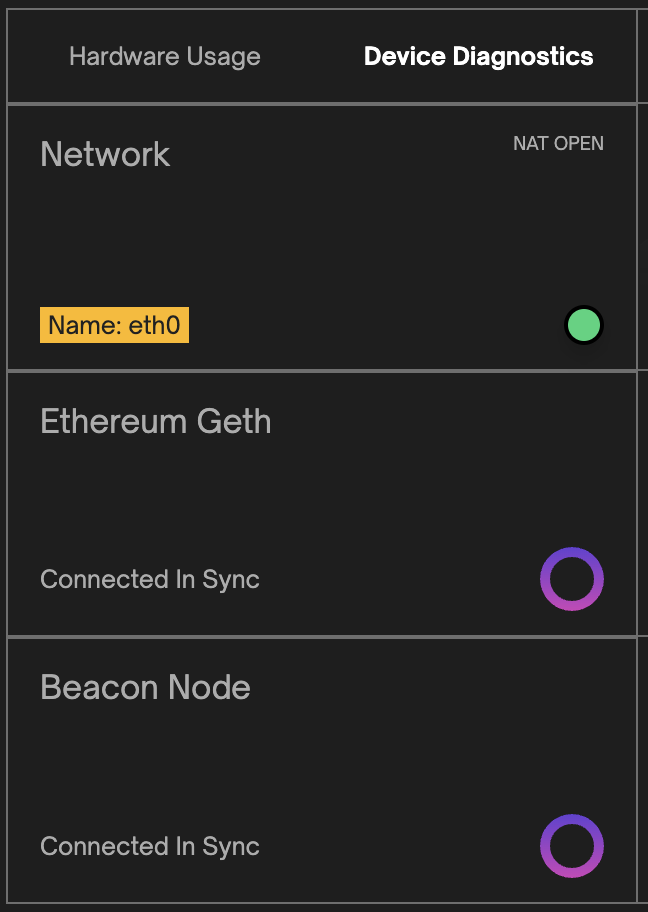 Hardware Usage
Device Diagnostics
Network
NAT OPEN
Name: eth0
Ethereum Geth
Connected In Sync
Beacon Node
Connected In Sync